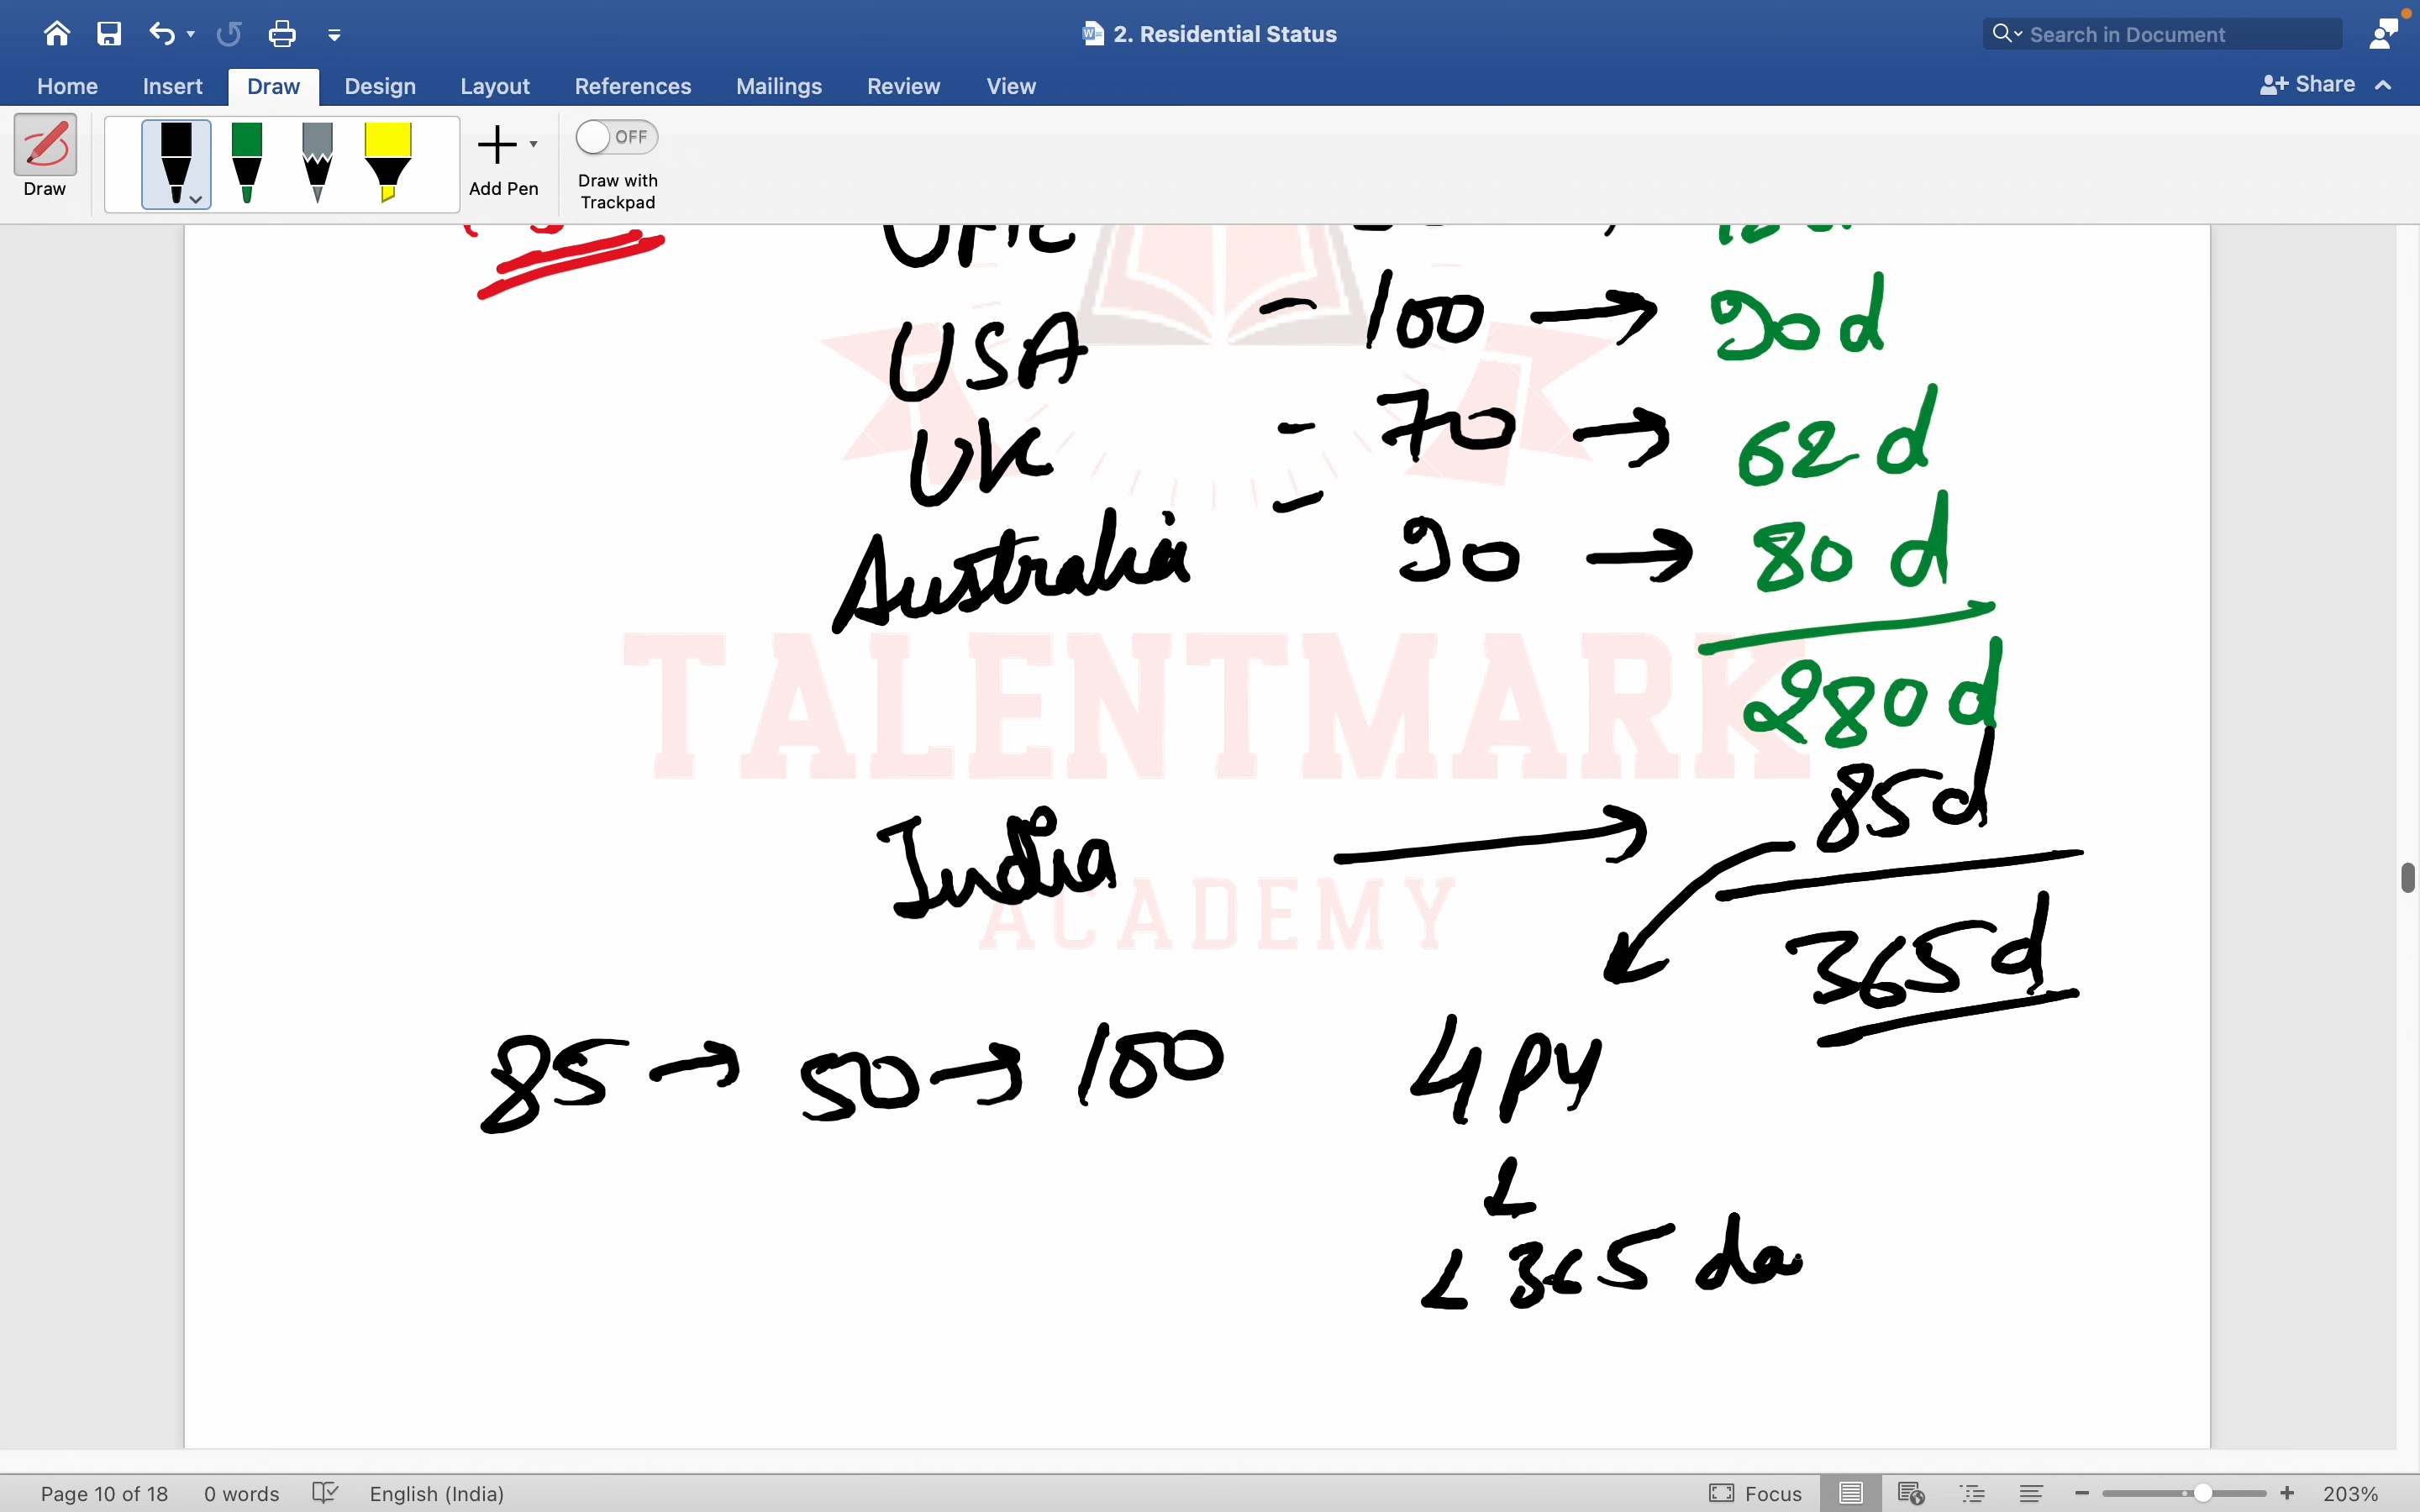 2. Residential Status
Search in Document
Home Insert Draw Design Layout References Mailings Review View
Share
Draw
Add Pen
OFF
Draw with
Trackpad
USA - 100 → 90 d
UK - 70 → 62 d
Australia - 90 → 80 d
280 d
TALENTMARK
India → 85d
ACADEMY
365 d
85 → 50 → 100
4 PY
L
L 365 da
Page 10 of 18 0 words English (India) Focus 203%